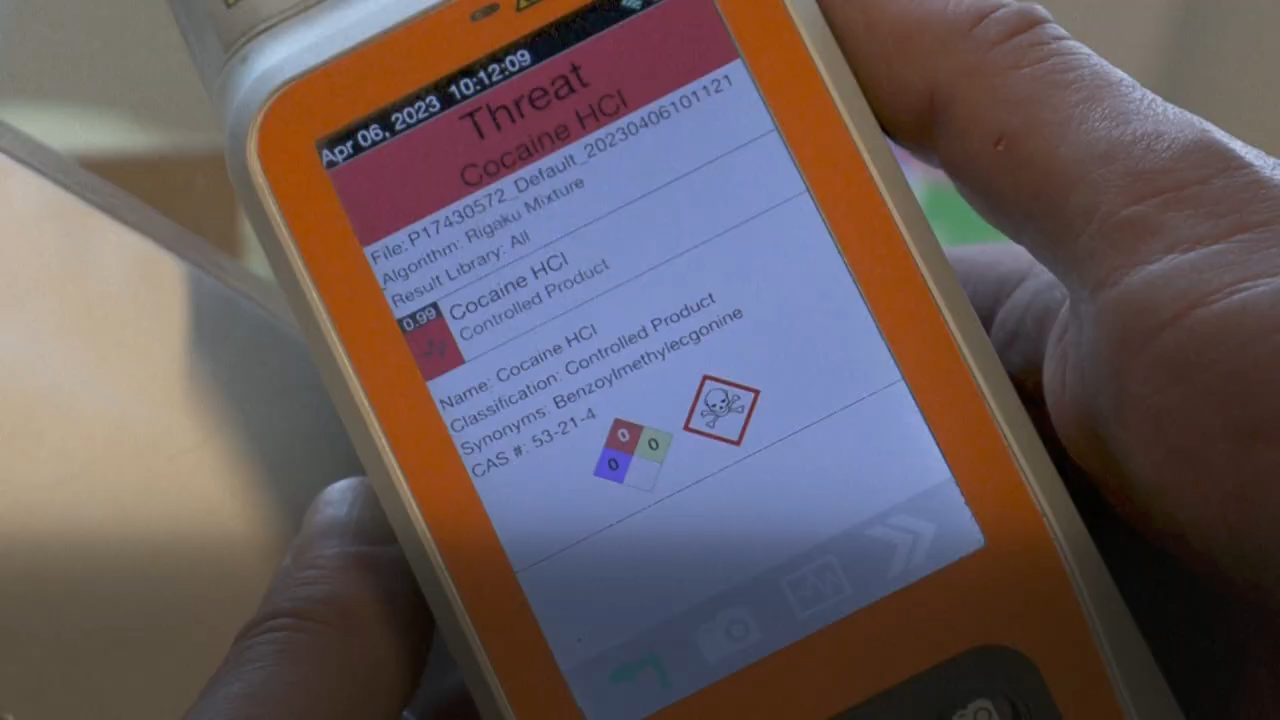 Apr 06, 2023 10:12:09
Threat
Cocaine HCl
File: P17430572_Default_20230406101121
Algorithm: Rigaku Mixture
Result Library: All
0.99
Cocaine HCl
Controlled Product
Name: Cocaine HCl
Classification: Controlled Product
Synonyms: Benzoylmethylecgonine
CAS #: 53-21-4
0
0
0